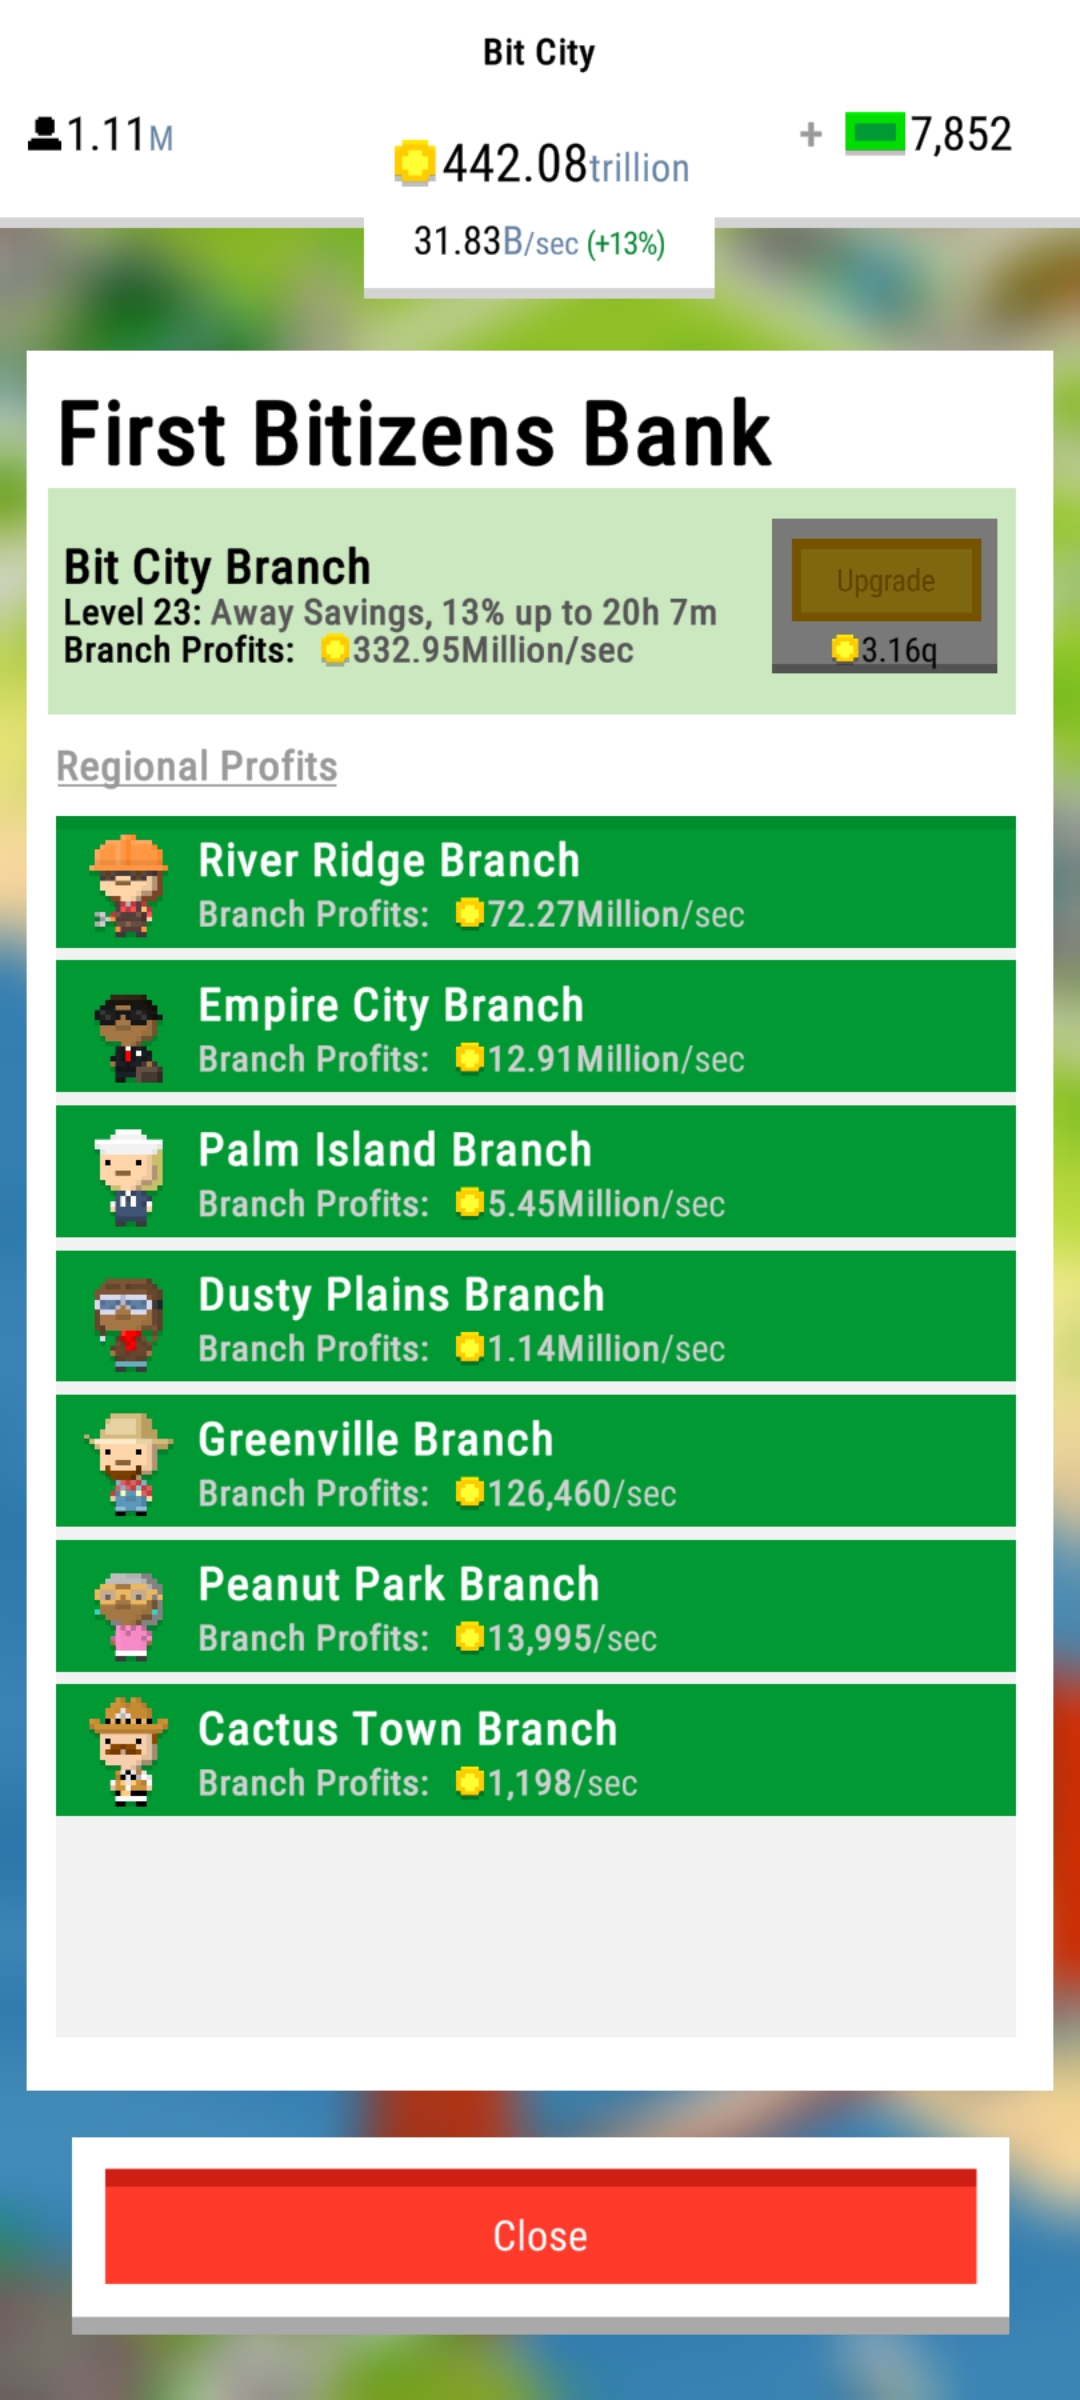 Bit City
1.11M
442.08trillion
+ 7,852
31.83B/sec (+13%)
First Bitizens Bank
Bit City Branch
Level 23: Away Savings, 13% up to 20h 7m
Branch Profits: 332.95Million/sec
Upgrade
3.16q
Regional Profits
River Ridge Branch
Branch Profits: 72.27Million/sec
Empire City Branch
Branch Profits: 12.91Million/sec
Palm Island Branch
Branch Profits: 5.45Million/sec
Dusty Plains Branch
Branch Profits: 1.14Million/sec
Greenville Branch
Branch Profits: 126,460/sec
Peanut Park Branch
Branch Profits: 13,995/sec
Cactus Town Branch
Branch Profits: 1,198/sec
Close